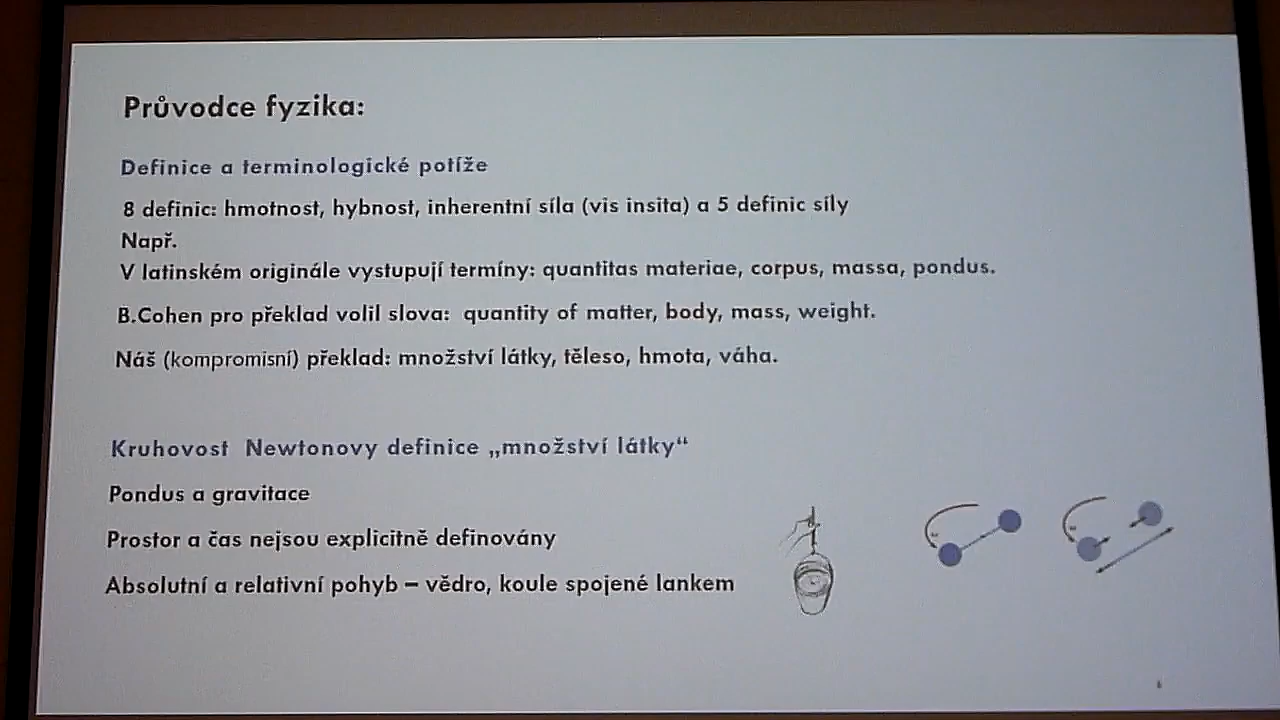 Průvodce fyzika:
Definice a terminologické potíže
8 definic: hmotnost, hybnost, inherentní síla (vis insita) a 5 definic síly
Např.
V latinském originále vystupují termíny: quantitas materiae, corpus, massa, pondus.
B.Cohen pro překlad volil slova: quantity of matter, body, mass, weight.
Náš (kompromisní) překlad: množství látky, těleso, hmota, váha.
Kruhovost Newtonovy definice „množství látky“
Pondus a gravitace
Prostor a čas nejsou explicitně definovány
Absolutní a relativní pohyb – vědro, koule spojené lankem